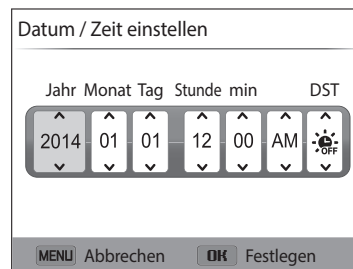 Datum / Zeit einstellen
Jahr Monat Tag Stunde min DST
2014 01 01 12 00 AM OFF
MENU Abbrechen OK Festlegen